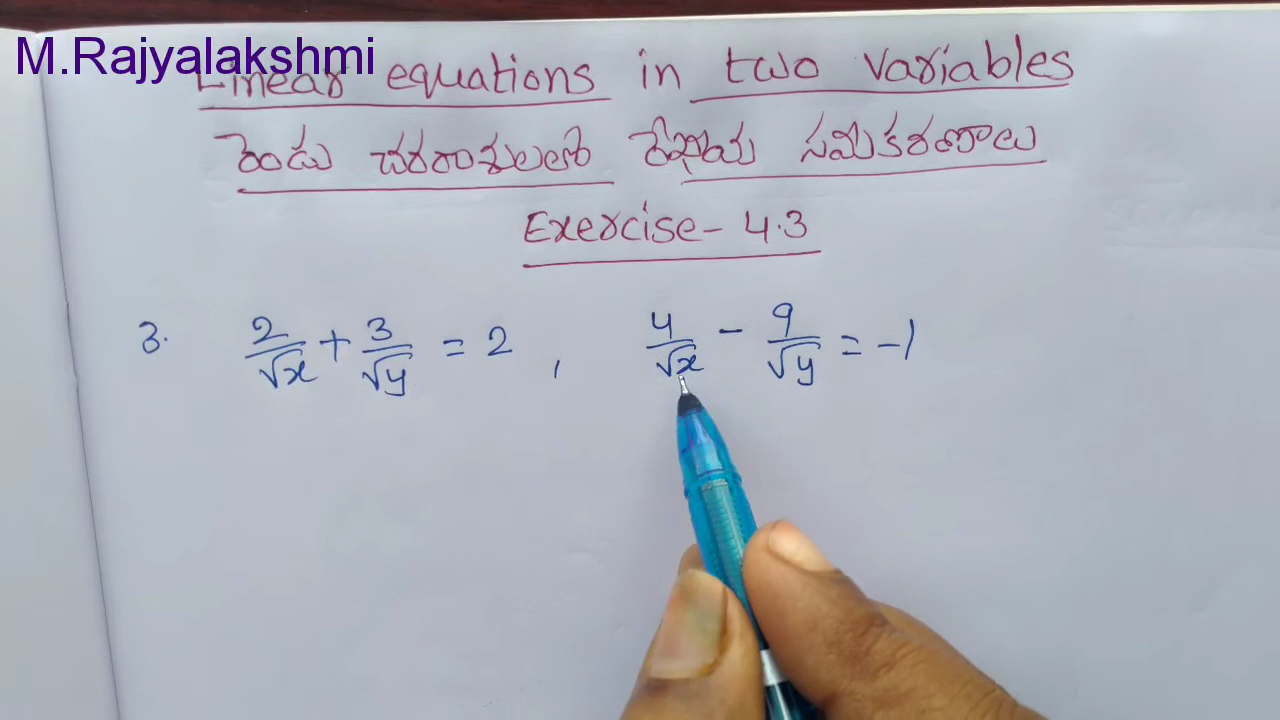 M.Rajyalakshmi
Linear equations in two variables
రెండు చరరాశులలో రేఖీయ సమీకరణాలు
Exercise- 4.3
3. 2/√x + 3/√y = 2 , 4/√x - 9/√y = -1